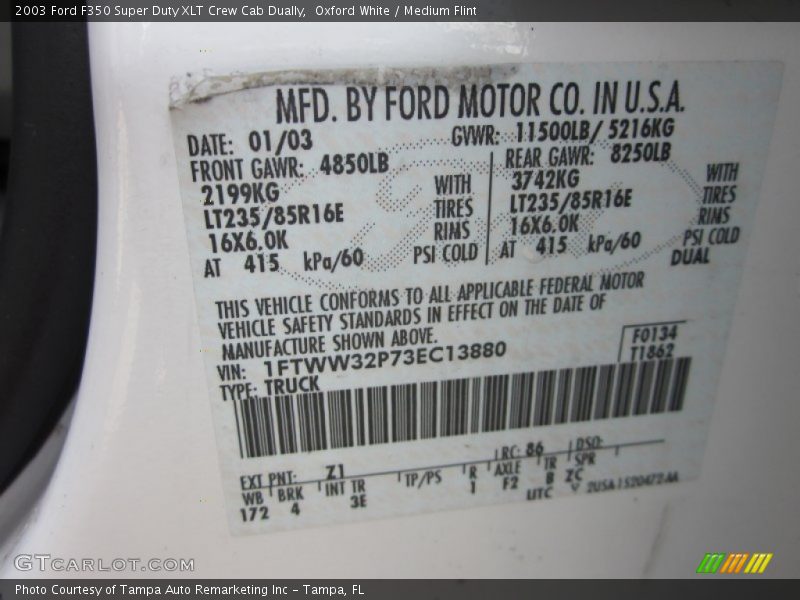 2003 Ford F350 Super Duty XLT Crew Cab Dually,  Oxford White / Medium Flint
MFD. BY FORD MOTOR CO. IN U.S.A.
DATE: 01/03 GVWR: 11500LB/ 5216KG
FRONT GAWR: 4850LB REAR GAWR: 8250LB
2199KG WITH 3742KG WITH
LT235/85R16E TIRES LT235/85R16E TIRES
16X6.0K RIMS 16X6.0K RIMS
AT 415 kPa/60 PSI COLD AT 415 kPa/60 PSI COLD
DUAL
THIS VEHICLE CONFORMS TO ALL APPLICABLE FEDERAL MOTOR
VEHICLE SAFETY STANDARDS IN EFFECT ON THE DATE OF
MANUFACTURE SHOWN ABOVE.
VIN: 1FTWW32P73EC13880 F0134
TYPE: TRUCK T1862
EXT PNT: Z1 RC: 86 DSO:
WB BRK INT TR TP/PS R AXLE TR SPR
172 4 3E 1 F2 B ZC
UTC 2USA1520472AA
GTCARLOT.COM
Photo Courtesy of Tampa Auto Remarketing Inc – Tampa, FL